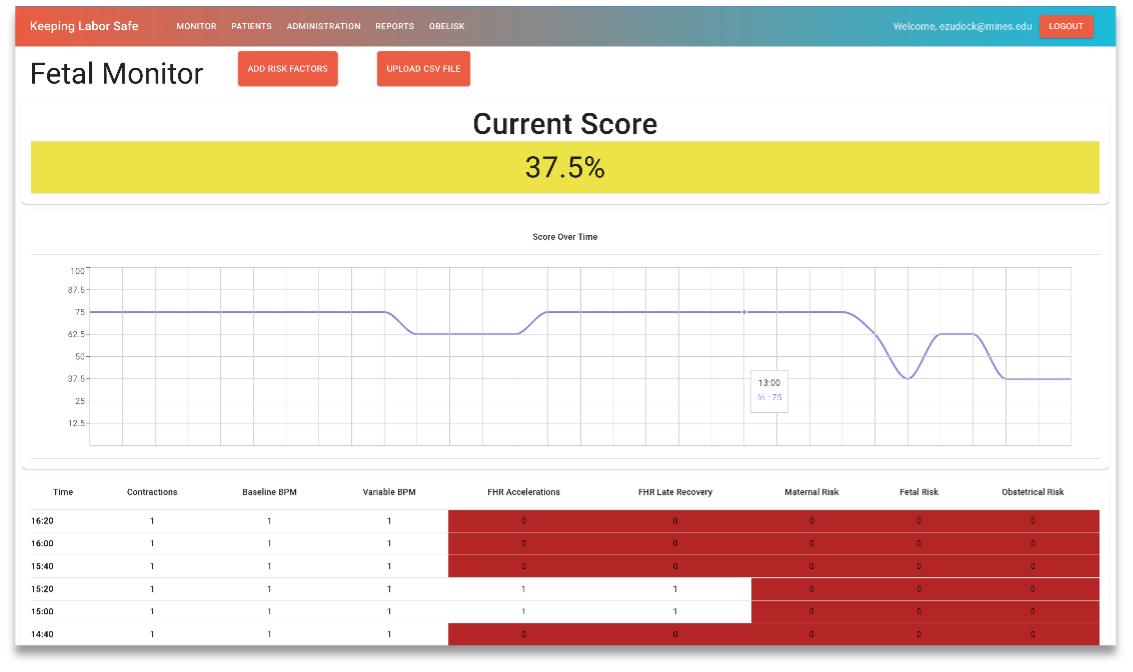 Keeping Labor Safe MONITOR PATIENTS ADMINISTRATION REPORTS OBELISK Welcome, ezudock@mines.edu LOGOUT
Fetal Monitor ADD RISK FACTORS UPLOAD CSV FILE
Current Score
37.5%
Score Over Time
100
87.5
75
62.5
50
37.5
25
12.5
13:00
fri : 75
Time Contractions Baseline BPM Variable BPM FHR Accelerations FHR Late Recovery Maternal Risk Fetal Risk Obstetrical Risk
16:20 1 1 1 0 0 0 0 0
16:00 1 1 1 0 0 0 0 0
15:40 1 1 1 0 0 0 0 0
15:20 1 1 1 1 1 0 0 0
15:00 1 1 1 1 1 0 0 0
14:40 1 1 1 0 0 0 0 0